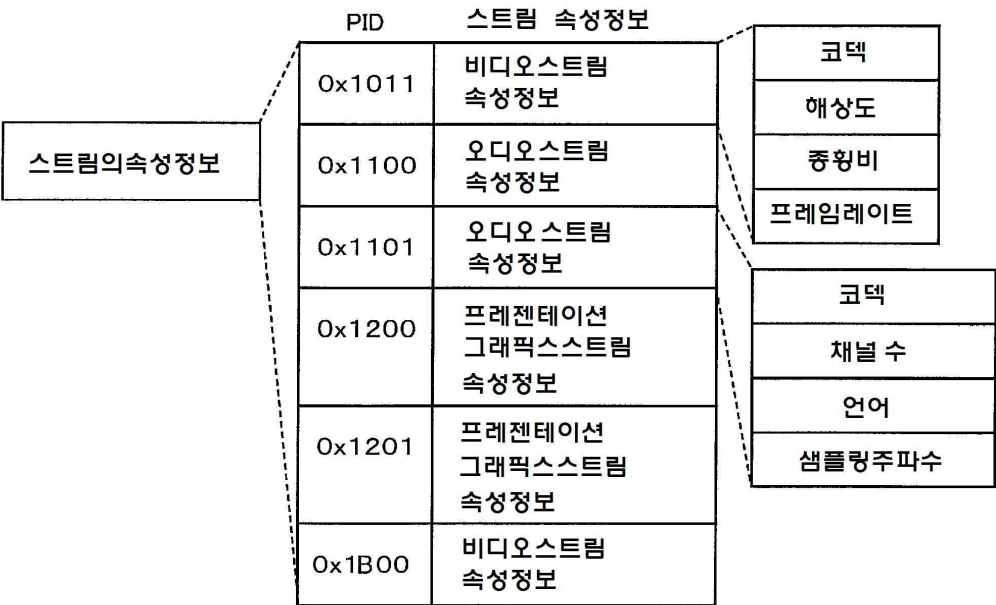 PID 스트림 속성정보
스트림의속성정보
0x1011 비디오스트림
속성정보
0x1100 오디오스트림
속성정보
0x1101 오디오스트림
속성정보
0x1200 프레젠테이션
그래픽스스트림
속성정보
0x1201 프레젠테이션
그래픽스스트림
속성정보
0x1B00 비디오스트림
속성정보
코덱
해상도
종횡비
프레임레이트
코덱
채널 수
언어
샘플링주파수